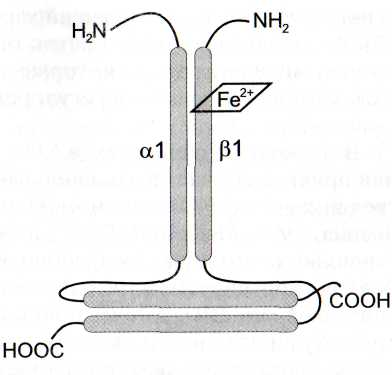 H₂N
NH₂
Fe²⁺
α1
β1
COOH
HOOC